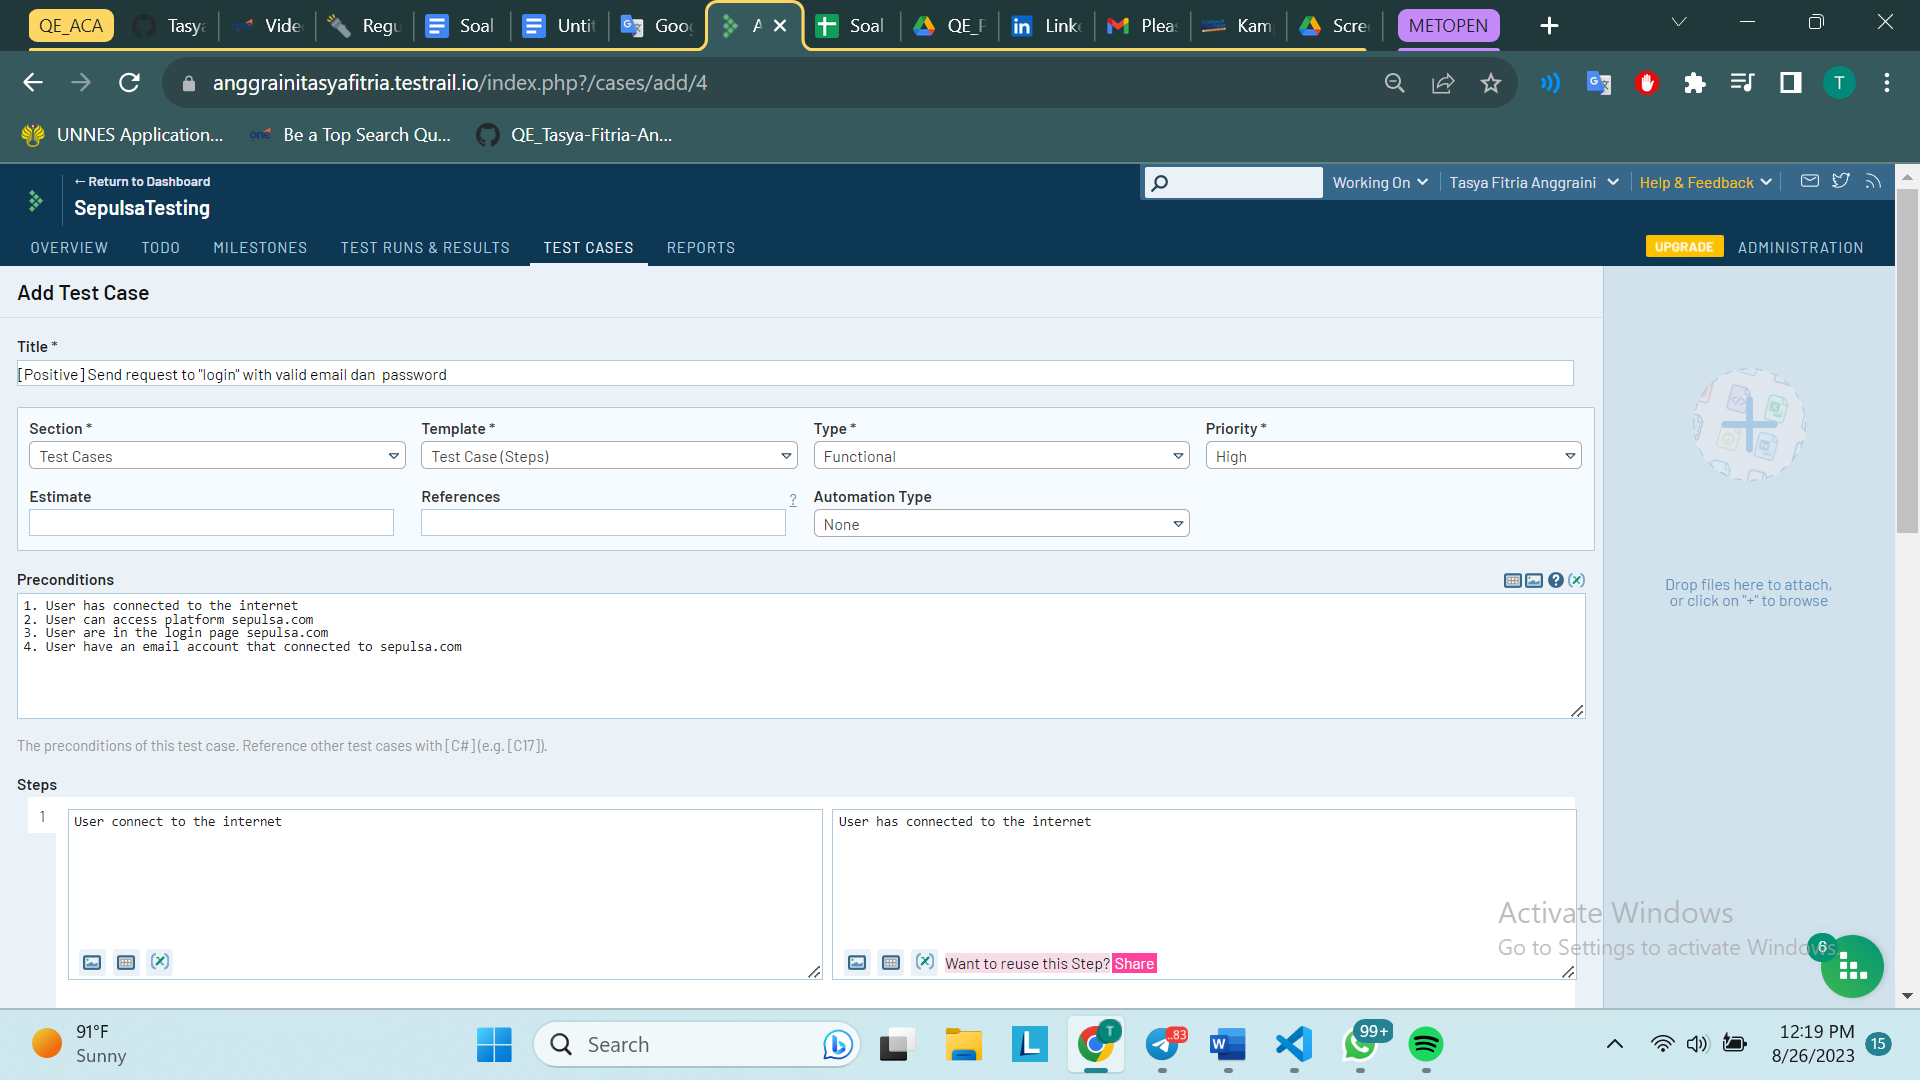 QE_ACA
Tasya
Vide
Regu
Soal
Unti
Goo
A
Soal
QE_P
Link
Pleas
Kam
Scre
METOPEN
anggrainitasyafitria.testrail.io/index.php?/cases/add/4
T
UNNES Application...
Be a Top Search Qu...
QE_Tasya-Fitria-An...
← Return to Dashboard
SepulsaTesting
Working On
Tasya Fitria Anggraini
Help & Feedback
OVERVIEW
TODO
MILESTONES
TEST RUNS & RESULTS
TEST CASES
REPORTS
UPGRADE
ADMINISTRATION
Add Test Case
Title *
[Positive] Send request to "login" with valid email dan  password
Section *
Template *
Type *
Priority *
Test Cases
Test Case (Steps)
Functional
High
Estimate
References
?
Automation Type
None
Drop files here to attach,
or click on "+" to browse
Preconditions
1. User has connected to the internet
2. User can access platform sepulsa.com
3. User are in the login page sepulsa.com
4. User have an email account that connected to sepulsa.com
The preconditions of this test case. Reference other test cases with [C#] (e.g. [C17]).
Steps
1
User connect to the internet
User has connected to the internet
Want to reuse this Step? Share
Activate Windows
Go to Settings to activate Windows.
6
91°F
Sunny
Search
T
..83
99+
12:19 PM
8/26/2023
15